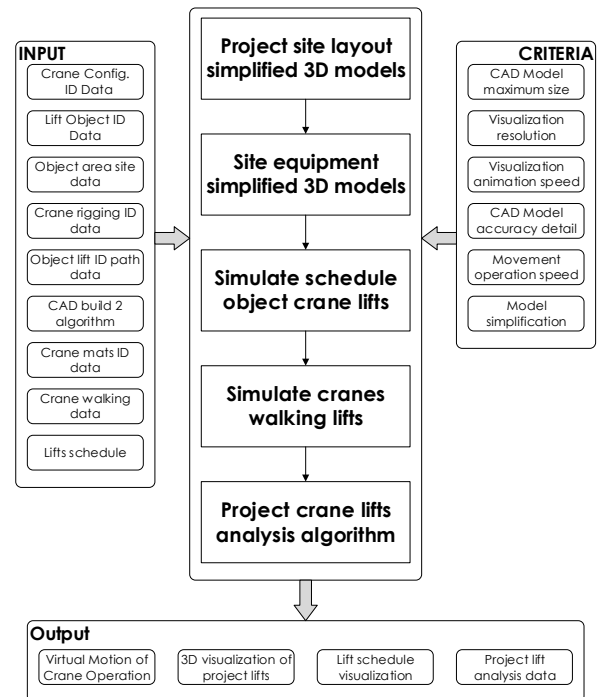 INPUT
Crane Config.
ID Data
Lift Object ID
Data
Object area site
data
Crane rigging ID
data
Object lift ID path
data
CAD build 2
algorithm
Crane mats ID
data
Crane walking
data
Lifts schedule
Project site layout
simplified 3D models
Site equipment
simplified 3D models
Simulate schedule
object crane lifts
Simulate cranes
walking lifts
Project crane lifts
analysis algorithm
CRITERIA
CAD Model
maximum size
Visualization
resolution
Visualization
animation speed
CAD Model
accuracy detail
Movement
operation speed
Model
simplification
Output
Virtual Motion of
Crane Operation
3D visualization of
project lifts
Lift schedule
visualization
Project lift
analysis data